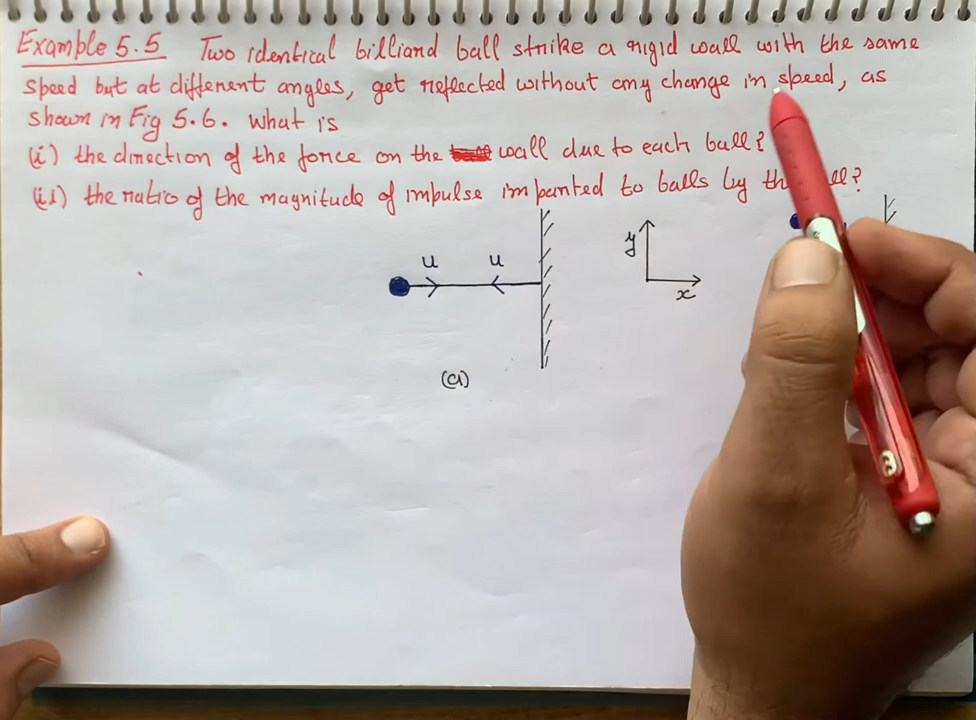 Example 5.5 Two identical billiard ball strike a rigid wall with the same
speed but at different angles, get reflected without any change in speed, as
shown in Fig 5.6. What is
(i) the direction of the force on the wall due to each ball?
(ii) the ratio of the magnitude of impulse imparted to balls by the
u u
y
x
(a)